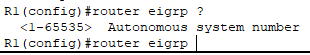 R1(config)#router eigrp ?
  <1-65535>  Autonomous system number
R1(config)#router eigrp